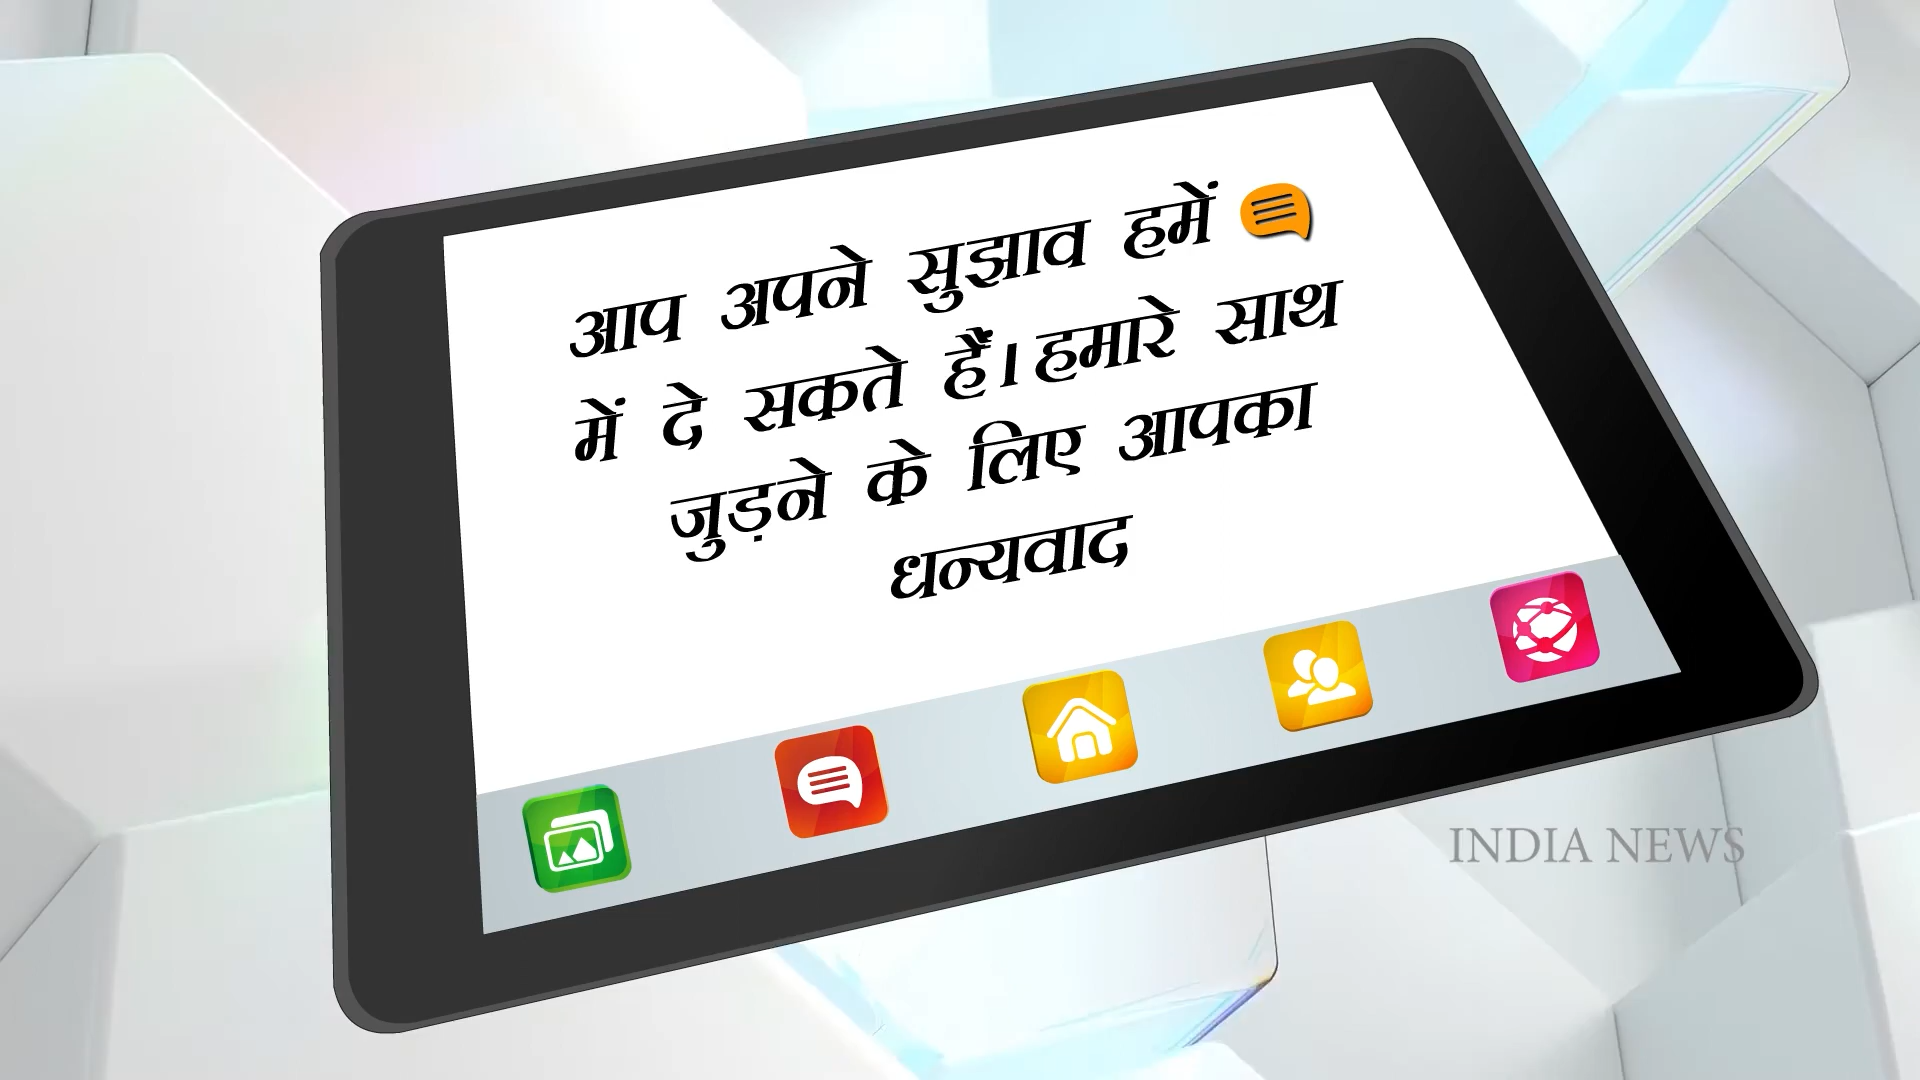 आप अपने सुझाव हमें
में दे सकते हैं। हमारे साथ
जुड़ने के लिए आपका
धन्यवाद
INDIA NEWS